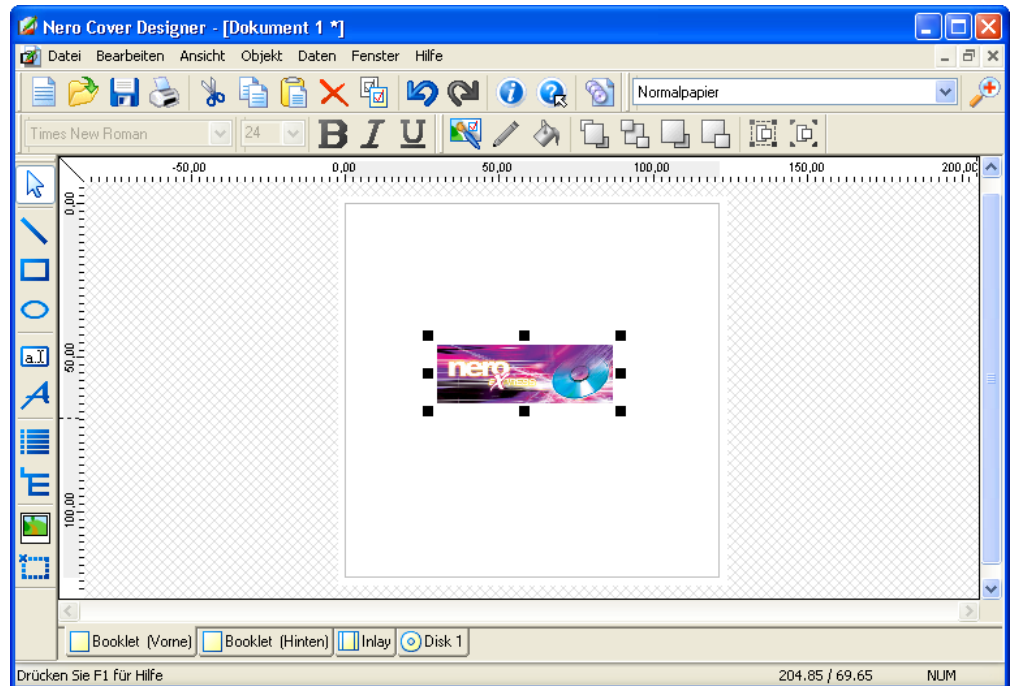 Nero Cover Designer - [Dokument 1 *]
Datei Bearbeiten Ansicht Objekt Daten Fenster Hilfe
Normalpapier
Times New Roman 24 B I U
-50,00 0,00 50,00 100,00 150,00 200,00
0,00
50,00
100,00
a.I
A
nero
Booklet (Vorne) Booklet (Hinten) Inlay Disk 1
Drücken Sie F1 für Hilfe 204.85 / 69.65 NUM